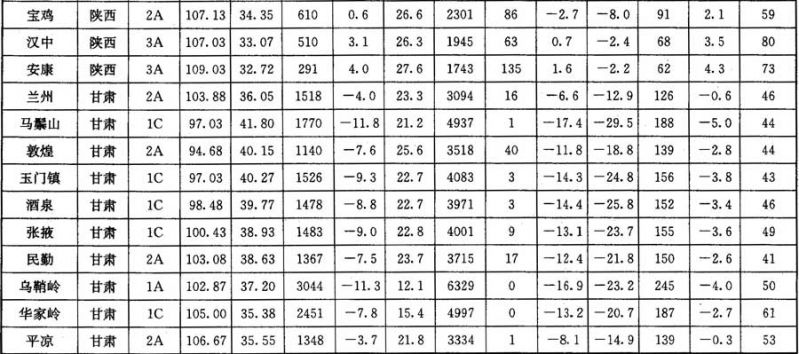 宝鸡 陕西 2A 107.13 34.35 610 0.6 26.6 2301 86 −2.7 −8.0 91 2.1 59
汉中 陕西 3A 107.03 33.07 510 3.1 26.3 1945 63 0.7 −2.4 68 3.5 80
安康 陕西 3A 109.03 32.72 291 4.0 27.6 1743 135 1.6 −2.2 62 4.3 73
兰州 甘肃 2A 103.88 36.05 1518 −4.0 23.3 3094 16 −6.6 −12.9 126 −0.6 46
马鬃山 甘肃 1C 97.03 41.80 1770 −11.8 21.2 4937 1 −17.4 −29.5 188 −5.0 44
敦煌 甘肃 2A 94.68 40.15 1140 −7.6 25.6 3518 40 −11.8 −18.8 139 −2.8 44
玉门镇 甘肃 1C 97.03 40.27 1526 −9.3 22.7 4083 3 −14.3 −24.8 156 −3.8 43
酒泉 甘肃 1C 98.48 39.77 1478 −8.8 22.7 3971 3 −14.4 −25.8 152 −3.4 46
张掖 甘肃 1C 100.43 38.93 1483 −9.0 22.8 4001 9 −13.1 −23.7 155 −3.6 49
民勤 甘肃 2A 103.08 38.63 1367 −7.5 23.7 3715 17 −12.4 −21.8 150 −2.6 41
乌鞘岭 甘肃 1A 102.87 37.20 3044 −11.3 12.1 6329 0 −16.9 −23.2 245 −4.0 50
华家岭 甘肃 1C 105.00 35.38 2451 −7.8 15.4 4997 0 −13.2 −20.7 187 −2.7 61
平凉 甘肃 2A 106.67 35.55 1348 −3.7 21.8 3334 1 −8.1 −14.9 139 −0.3 53